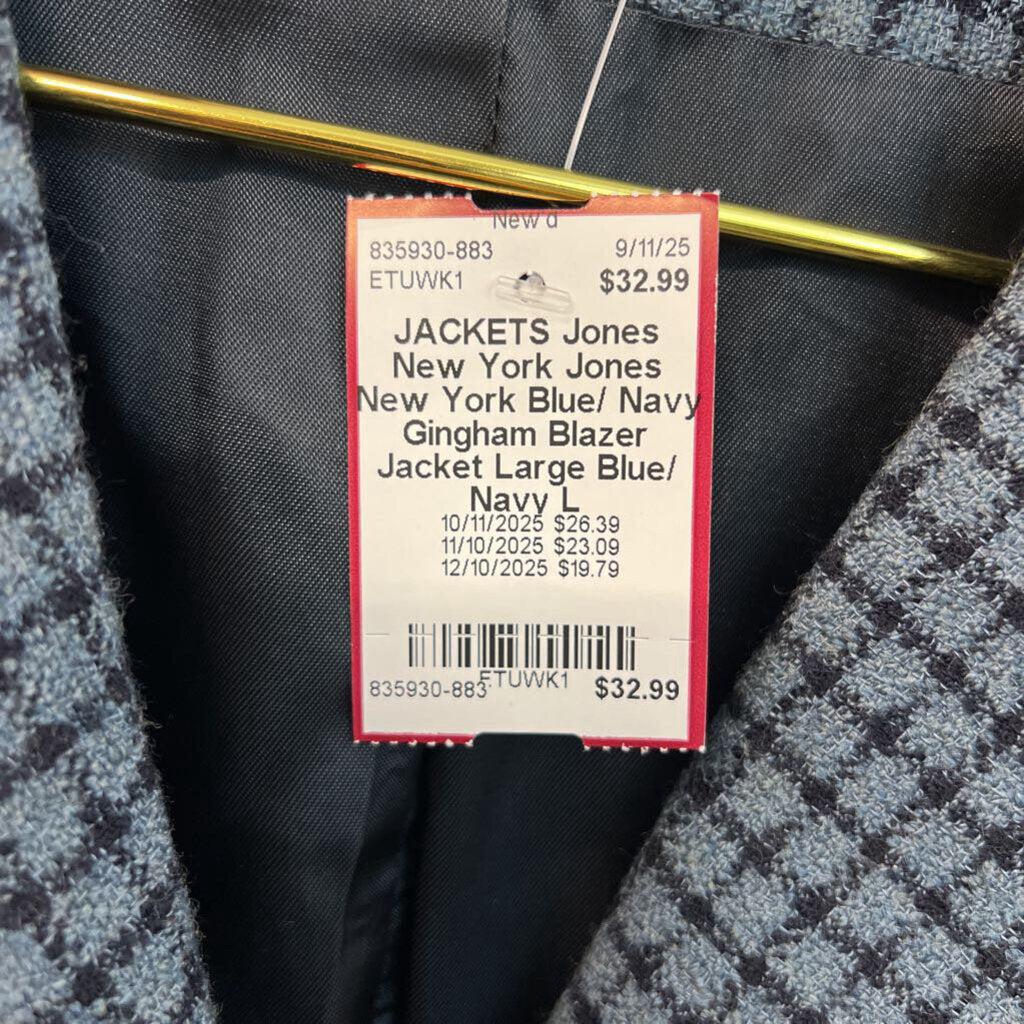 New d
835930-883 9/11/25
ETUWK1 $32.99
JACKETS Jones
New York Jones
New York Blue/ Navy
Gingham Blazer
Jacket Large Blue/
Navy L
10/11/2025 $26.39
11/10/2025 $23.09
12/10/2025 $19.79
ETUWK1
835930-883 $32.99